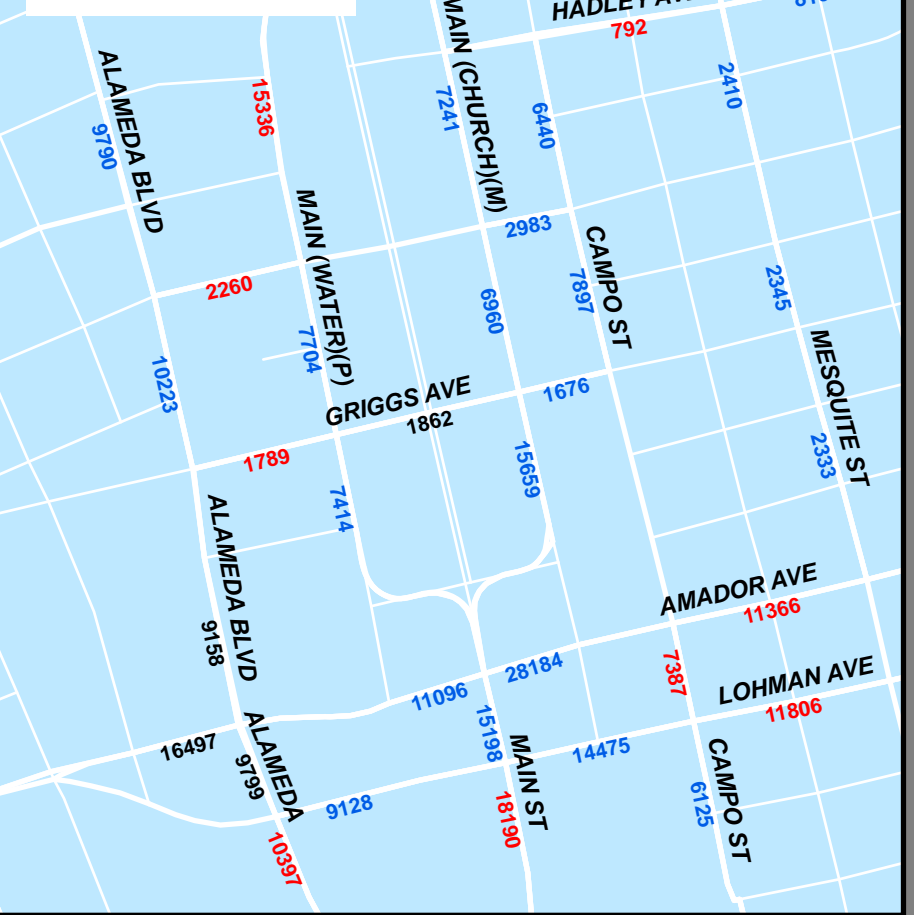 HADLEY AV
792
MAIN (CHURCH)(M)
ALAMEDA BLVD
15336
2410
7241
6440
9790
MAIN (WATER)(P)
2983
CAMPO ST
2260
7897
2345
6960
7704
MESQUITE ST
10223
GRIGGS AVE
1862
1676
1789
15659
2333
7414
ALAMEDA BLVD
AMADOR AVE
11366
9158
28184
7387
LOHMAN AVE
11806
11096
ALAMEDA
15198
16497
MAIN ST
14475
CAMPO ST
9799
9128
18190
6125
10397